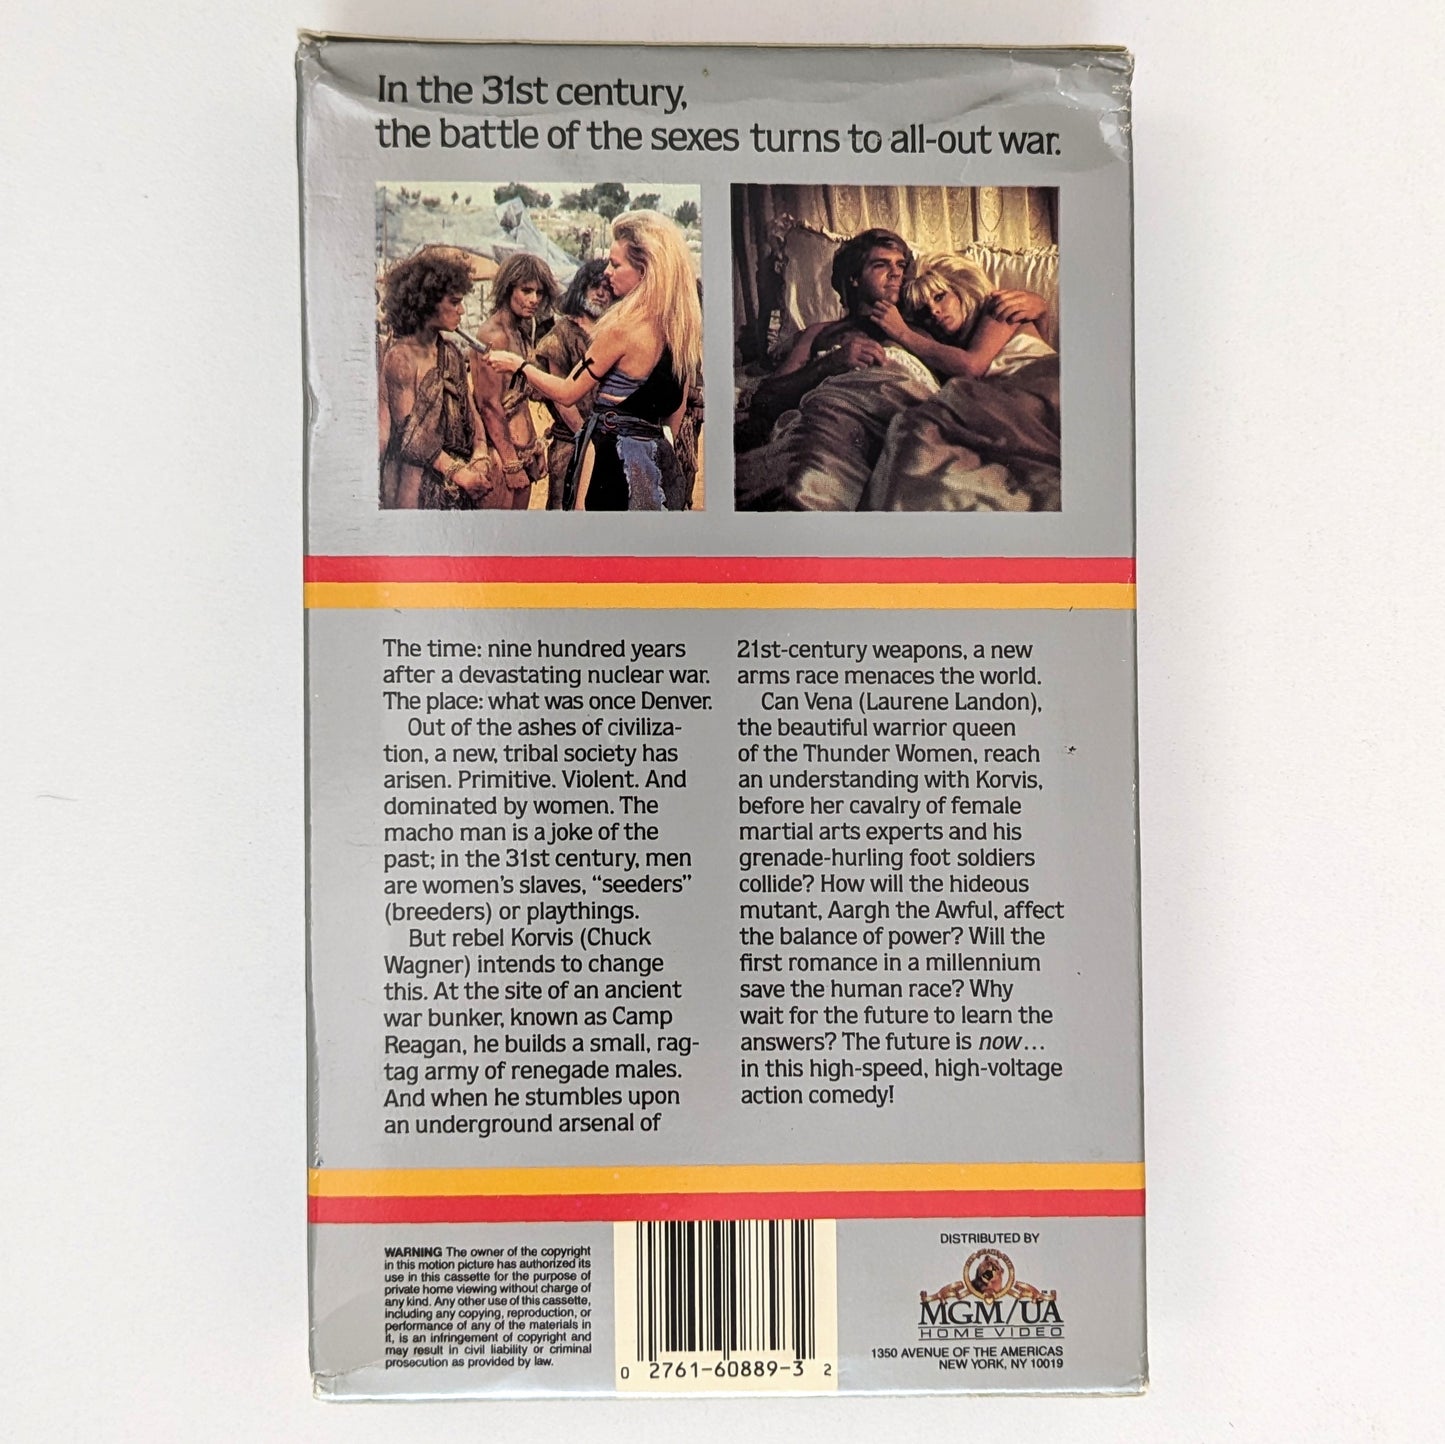 In the 31st century,
the battle of the sexes turns to all-out war.
The time: nine hundred years
after a devastating nuclear war.
The place: what was once Denver.
Out of the ashes of civiliza-
tion, a new, tribal society has
arisen. Primitive. Violent. And
dominated by women. The
macho man is a joke of the
past; in the 31st century, men
are women's slaves, "seeders"
(breeders) or playthings.
But rebel Korvis (Chuck
Wagner) intends to change
this. At the site of an ancient
war bunker, known as Camp
Reagan, he builds a small, rag-
tag army of renegade males.
And when he stumbles upon
an underground arsenal of
21st-century weapons, a new
arms race menaces the world.
Can Vena (Laurene Landon),
the beautiful warrior queen
of the Thunder Women, reach
an understanding with Korvis,
before her cavalry of female
martial arts experts and his
grenade-hurling foot soldiers
collide? How will the hideous
mutant, Aargh the Awful, affect
the balance of power? Will the
first romance in a millennium
save the human race? Why
wait for the future to learn the
answers? The future is now...
in this high-speed, high-voltage
action comedy!
WARNING The owner of the copyright
in this motion picture has authorized its
use in this cassette for the purpose of
private home viewing without charge of
any kind. Any other use of this cassette,
including any copying, reproduction, or
performance of any of the materials in
it, is an infringement of copyright and
may result in civil liability or criminal
prosecution as provided by law.
0 2761-60889-3 2
DISTRIBUTED BY
MGM/UA
HOME VIDEO
1350 AVENUE OF THE AMERICAS
NEW YORK, NY 10019